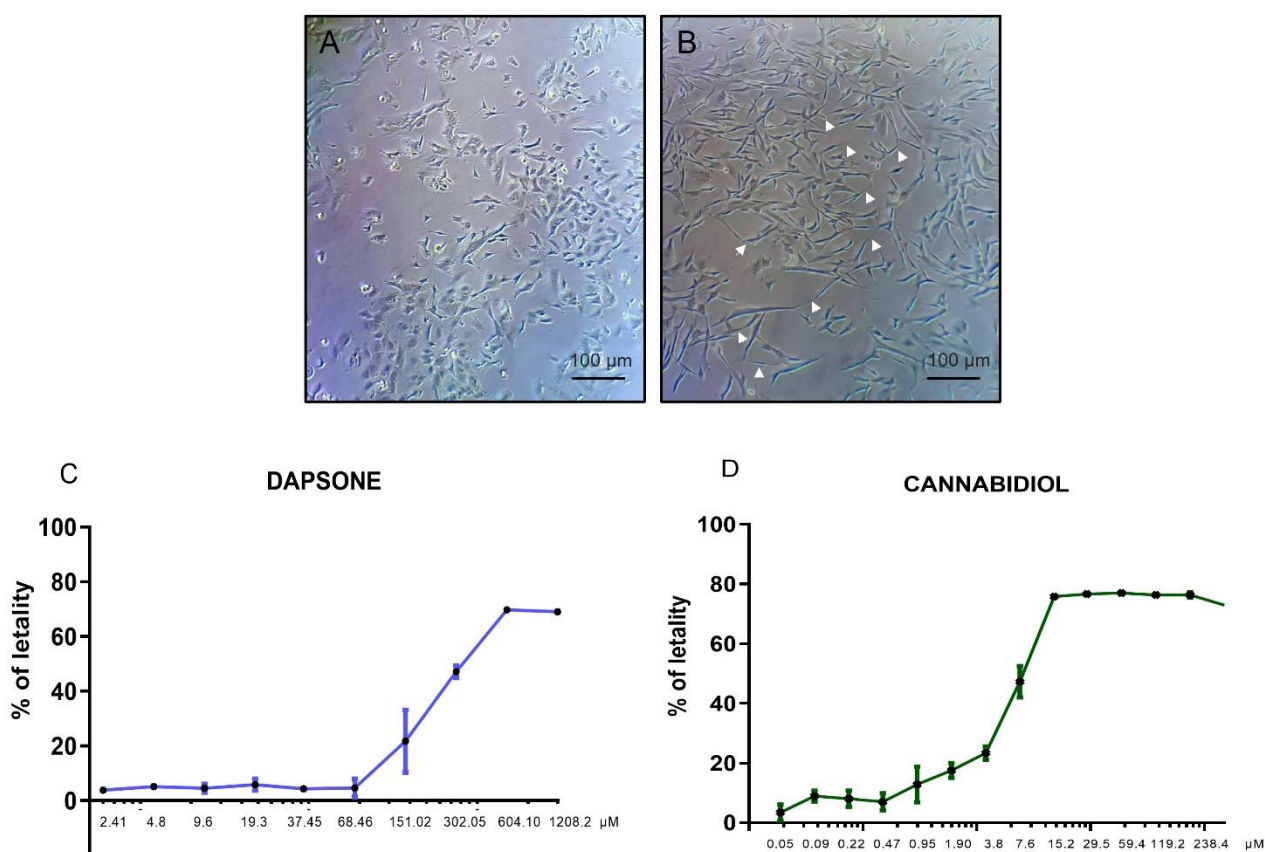 A
B
100 µm
100 µm
C
DAPSONE
% of letality
100
80
60
40
20
0
2.41 4.8 9.6 19.3 37.45 68.46 151.02 302.05 604.10 1208.2 µM
D
CANNABIDIOL
% of letality
100
80
60
40
20
0
0.05 0.09 0.22 0.47 0.95 1.90 3.8 7.6 15.2 29.5 59.4 119.2 238.4 µM